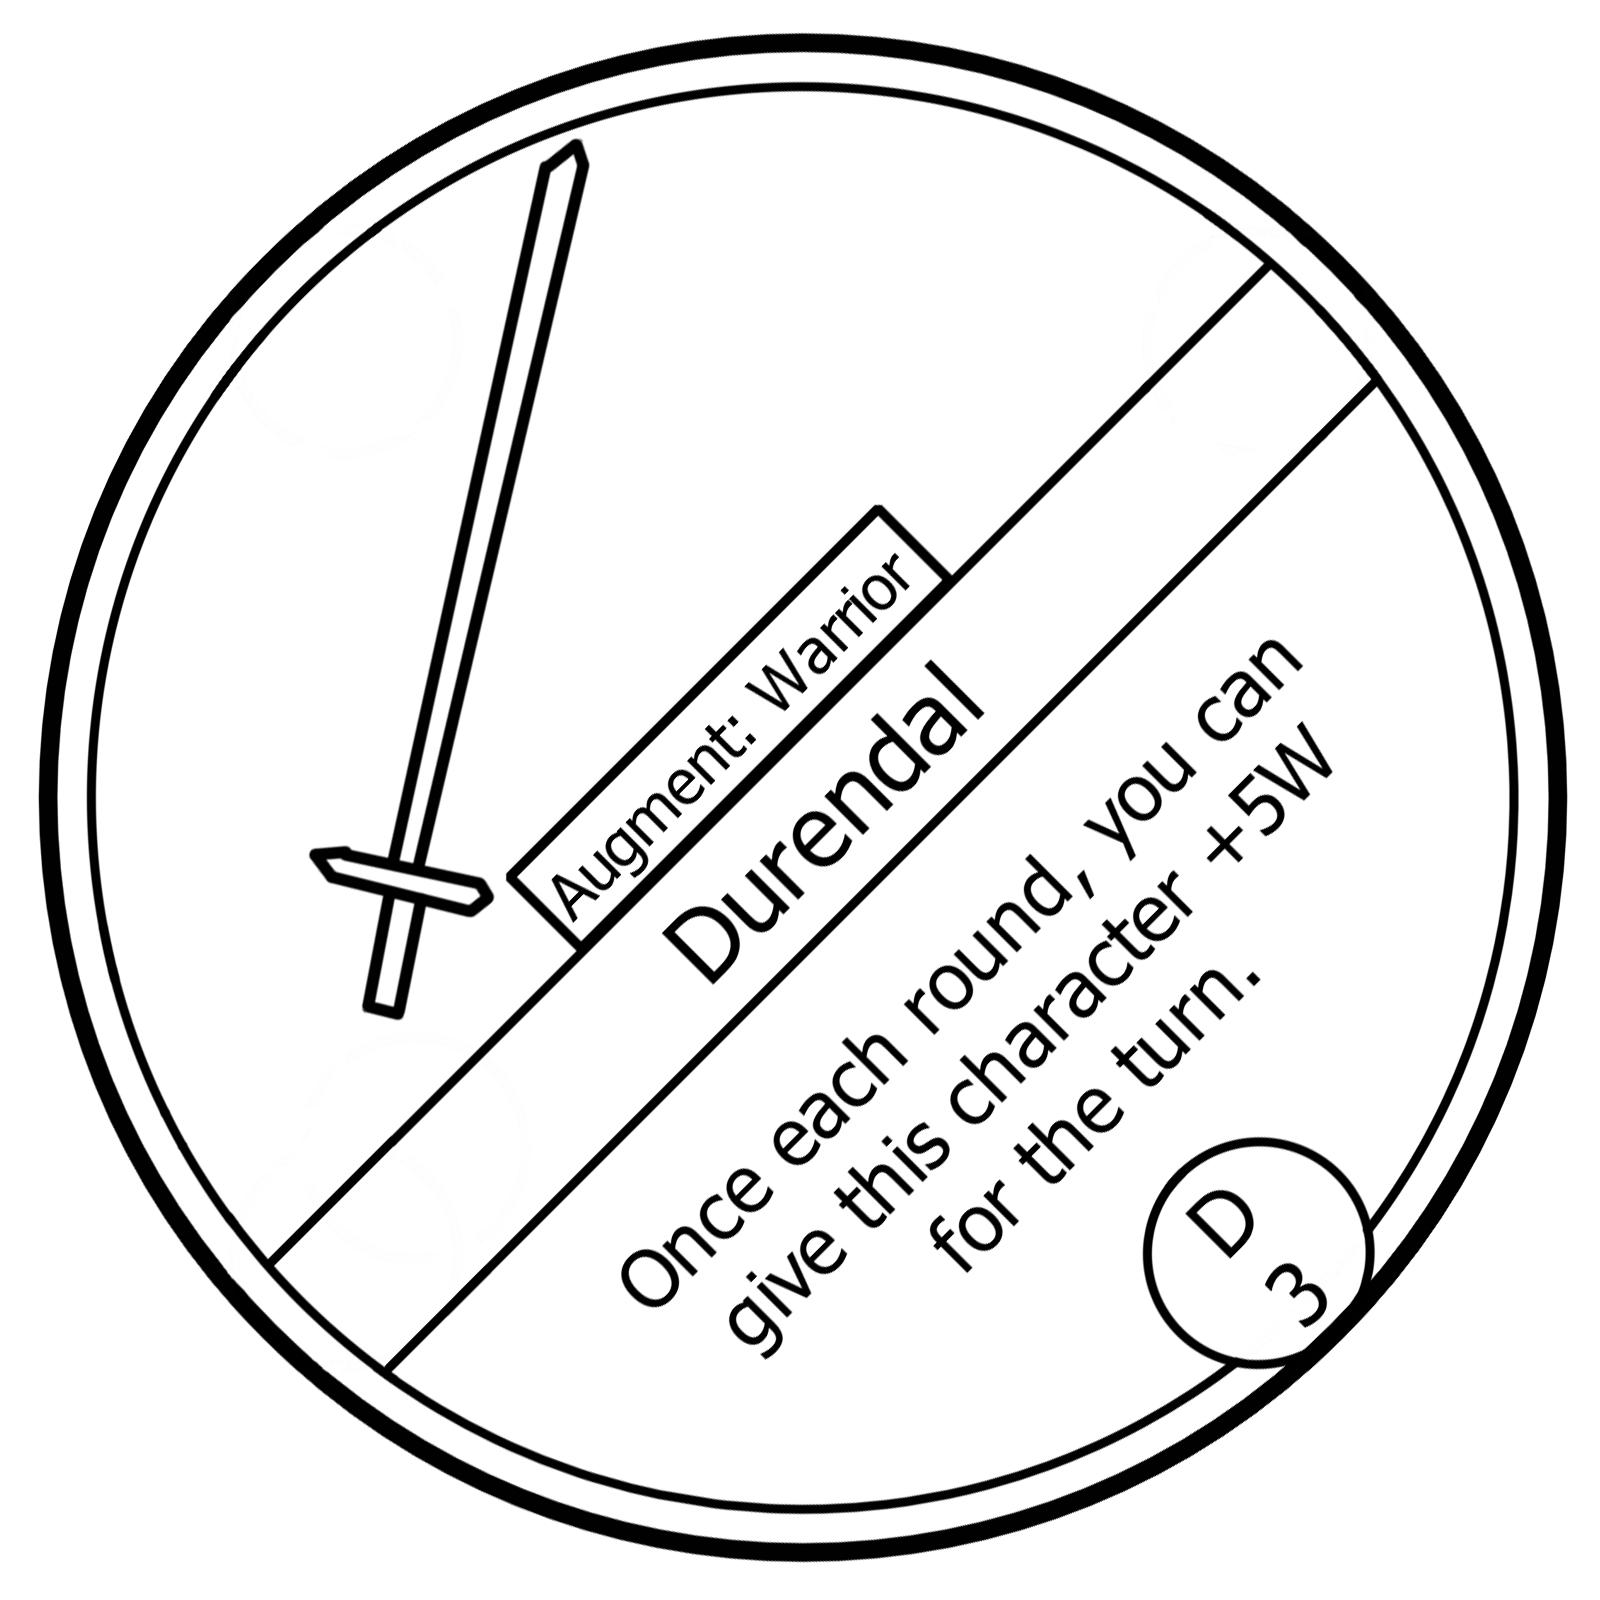 Augment: Warrior
Durendal
Once each round, you can
give this character +5W
for the turn.
D
3